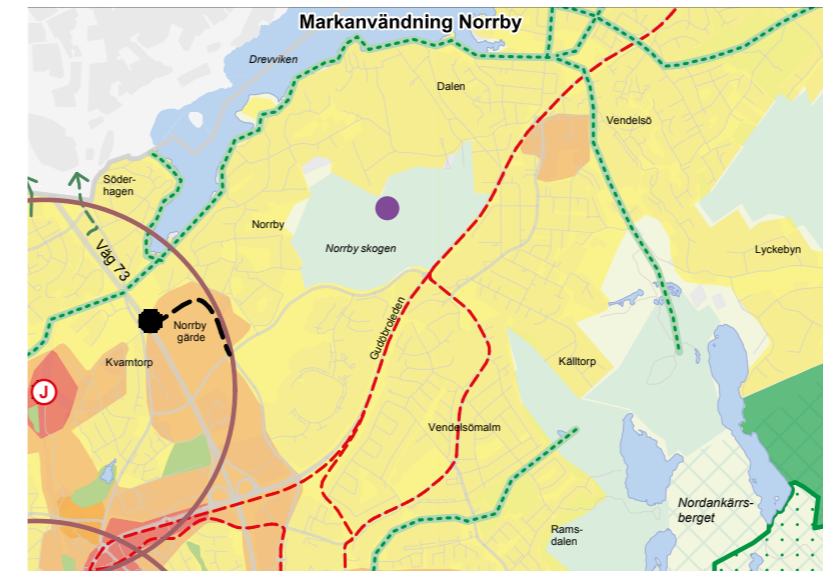 Markanvändning Norrby
Drevviken
Dalen
Vendelsö
Söder-
hagen
Norrby
Norrby skogen
Lyckebyn
Väg 73
Norrby
gärde
Gudöbroleden
Kvarntorp
Källtorp
J
Vendelsömalm
Nordankärrs-
berget
Rams-
dalen